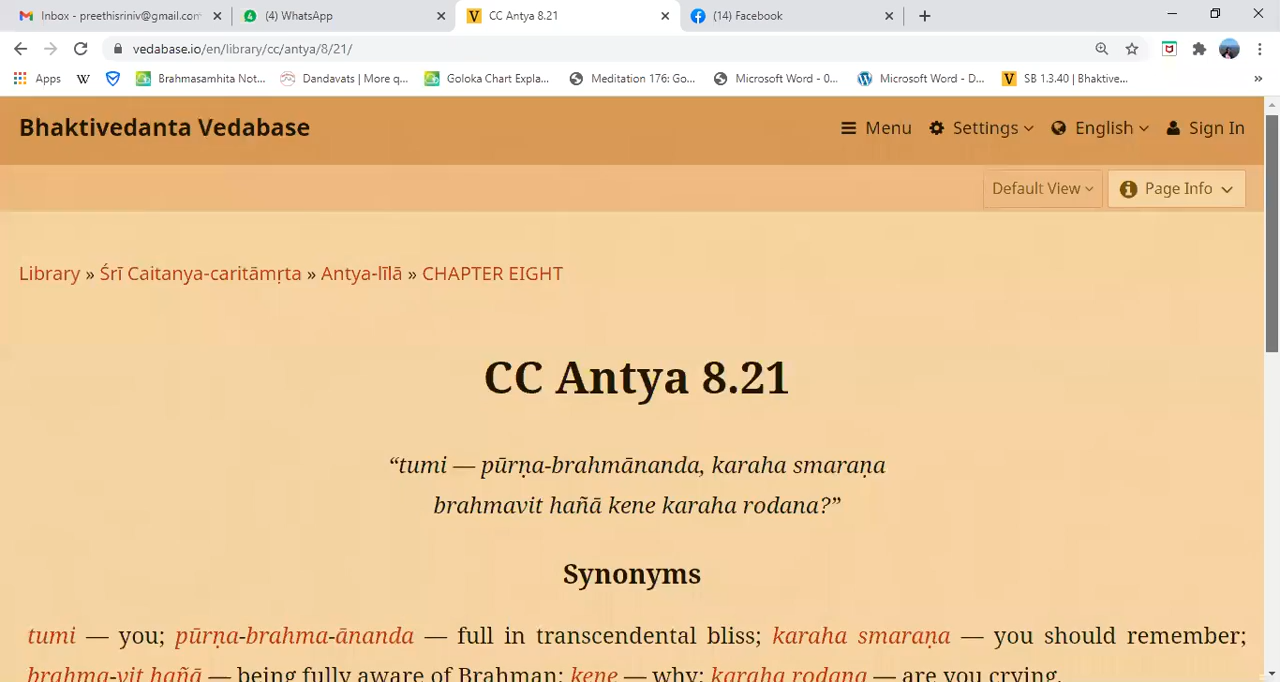 Inbox - preethisriniv@gmail.com
(4) WhatsApp
CC Antya 8.21
(14) Facebook
vedabase.io/en/library/cc/antya/8/21/
Apps
Brahmasamhita Not...
Dandavats | More q...
Goloka Chart Expla...
Meditation 176: Go...
Microsoft Word - 0...
Microsoft Word - D...
SB 1.3.40 | Bhaktive...
Bhaktivedanta Vedabase
Menu Settings English Sign In
Default View Page Info
Library » Śrī Caitanya-caritāmṛta » Antya-līlā » CHAPTER EIGHT
CC Antya 8.21
“tumi — pūrṇa-brahmānanda, karaha smaraṇa
brahmavit hañā kene karaha rodana?”
Synonyms
tumi — you; pūrṇa-brahma-ānanda — full in transcendental bliss; karaha smaraṇa — you should remember;
brahma-vit hañā — being fully aware of Brahman; kene — why; karaha rodana — are you crying.